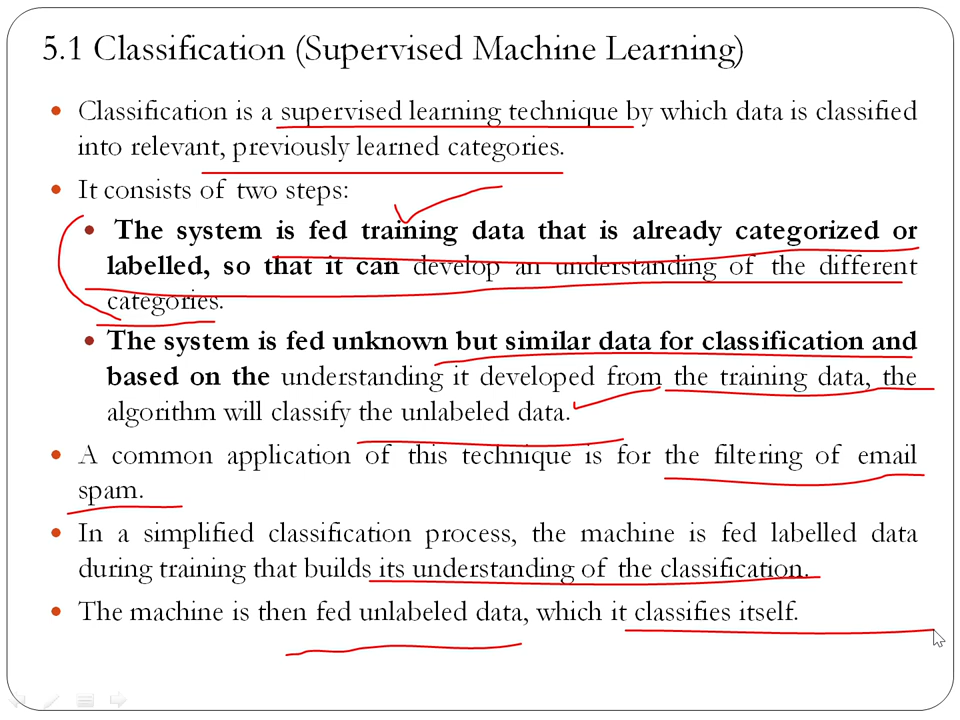 5.1 Classification (Supervised Machine Learning)
• Classification is a supervised learning technique by which data is classified
into relevant, previously learned categories.
• It consists of two steps:
• The system is fed training data that is already categorized or
labelled, so that it can develop an understanding of the different
categories.
• The system is fed unknown but similar data for classification and
based on the understanding it developed from the training data, the
algorithm will classify the unlabeled data.
• A common application of this technique is for the filtering of email
spam.
• In a simplified classification process, the machine is fed labelled data
during training that builds its understanding of the classification.
• The machine is then fed unlabeled data, which it classifies itself.